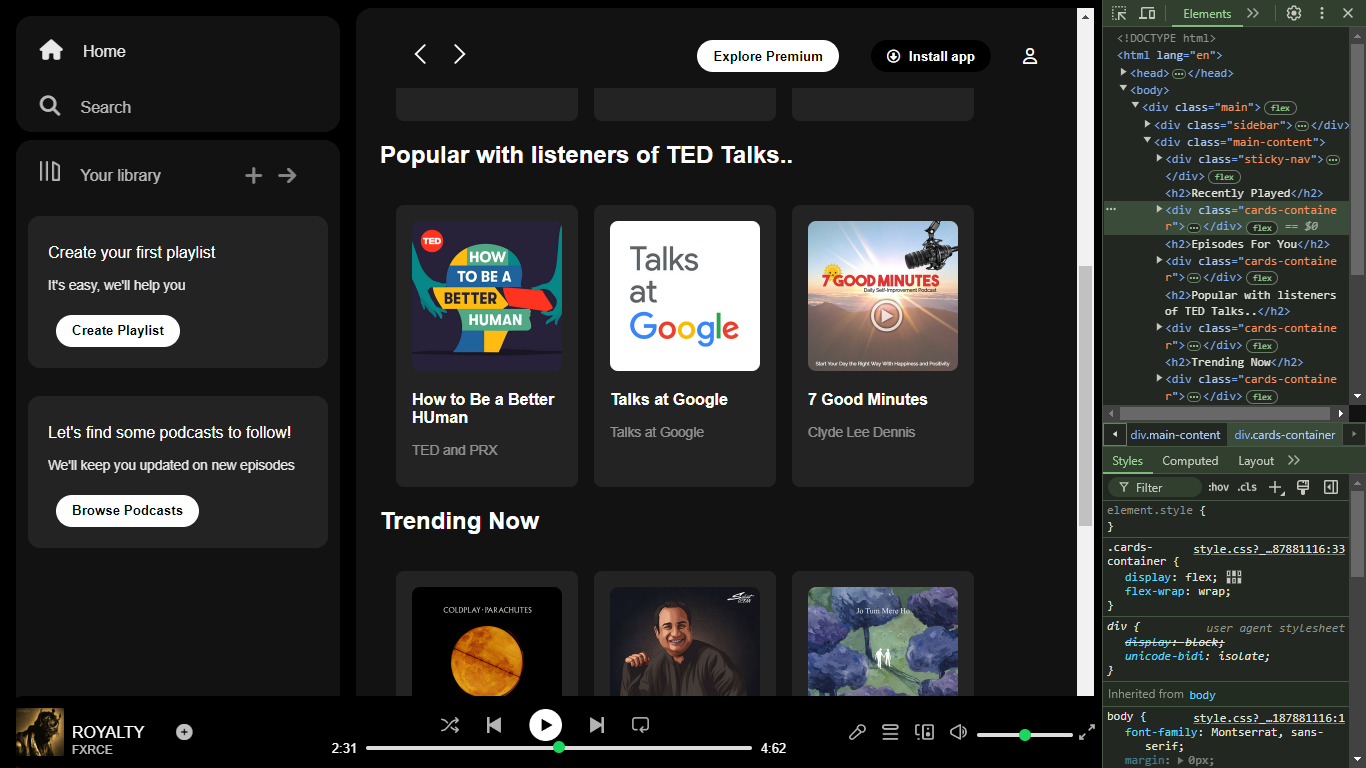 Home
Search
Your library
Create your first playlist
It's easy, we'll help you
Create Playlist
Let's find some podcasts to follow!
We'll keep you updated on new episodes
Browse Podcasts
Explore Premium
Install app
Popular with listeners of TED Talks..
TED
HOW
TO BE A
BETTER
HUMAN
Talks
at
Google
7 GOOD MINUTES
Daily Self-Improvement Podcast
Start Your Day the Right Way With Happiness and Positivity
How to Be a Better
HUman
TED and PRX
Talks at Google
Talks at Google
7 Good Minutes
Clyde Lee Dennis
Trending Now
COLDPLAY·PARACHUTES
Jo Tum Mere Ho
ROYALTY
FXRCE
2:31
4:62
Elements
<!DOCTYPE html>
<html lang="en">
<head> </head>
<body>
<div class="main"> flex
<div class="sidebar"> </div>
<div class="main-content">
<div class="sticky-nav">
</div> flex
<h2>Recently Played</h2>
<div class="cards-containe
r"> </div> flex == $0
<h2>Episodes For You</h2>
<div class="cards-containe
r"> </div> flex
<h2>Popular with listeners
of TED Talks..</h2>
<div class="cards-containe
r"> </div> flex
<h2>Trending Now</h2>
<div class="cards-containe
r"> </div> flex
div.main-content div.cards-container
Styles Computed Layout
Filter :hov .cls
element.style {
}
.cards- style.css?_…87881116:33
container {
display: flex;
flex-wrap: wrap;
}
div { user agent stylesheet
display: block;
unicode-bidi: isolate;
}
Inherited from body
body { style.css?_…187881116:1
font-family: Montserrat, sans-
serif;
margin: 0px;